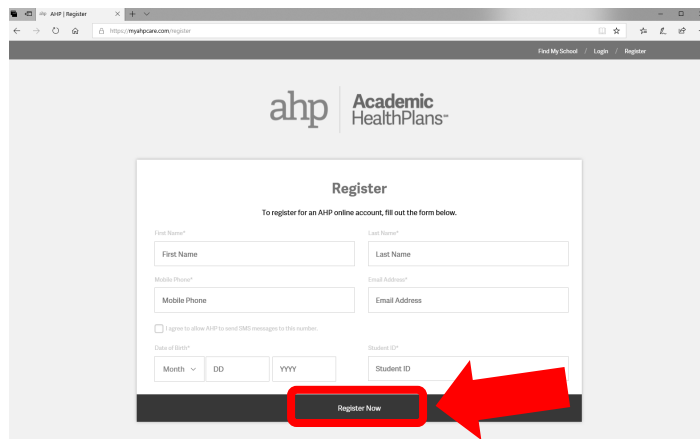 AHP | Register
https://myahpcare.com/register
Find My School / Login / Register
ahp Academic HealthPlans℠
Register
To register for an AHP online account, fill out the form below.
First Name* Last Name*
First Name Last Name
Mobile Phone* Email Address*
Mobile Phone Email Address
I agree to allow AHP to send SMS messages to this number.
Date of Birth* Student ID*
Month DD YYYY Student ID
Register Now